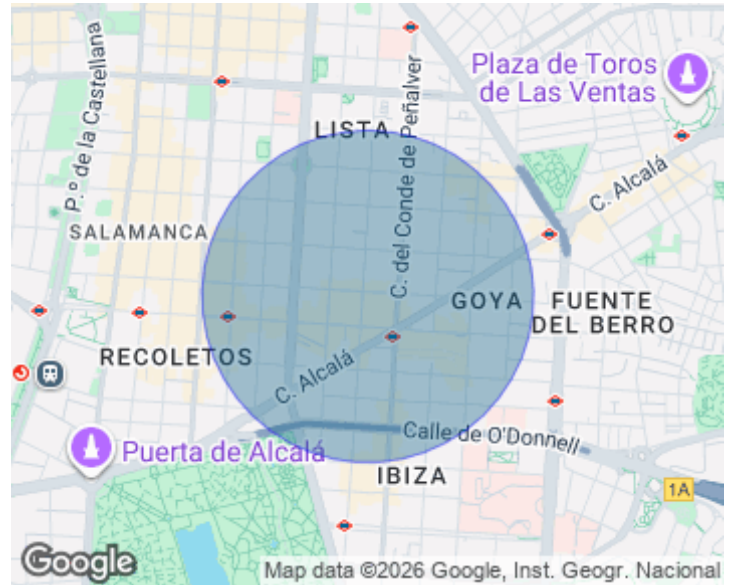 P.º de la Castellana
Plaza de Toros
de Las Ventas
LISTA
C. del Conde de Peñalver
C. Alcalá
SALAMANCA
GOYA
FUENTE
DEL BERRO
RECOLETOS
C. Alcalá
Calle de O'Donnell
Puerta de Alcalá
IBIZA
1A
Google
Map data ©2026 Google, Inst. Geogr. Nacional